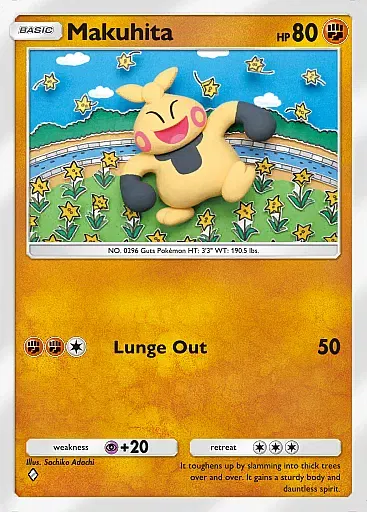 BASIC Makuhita HP 80
NO. 0296 Guts Pokémon HT: 3'3" WT: 190.5 lbs.
Lunge Out 50
weakness +20 retreat
Illus. Sachiko Adachi
It toughens up by slamming into thick trees
over and over. It gains a sturdy body and
dauntless spirit.